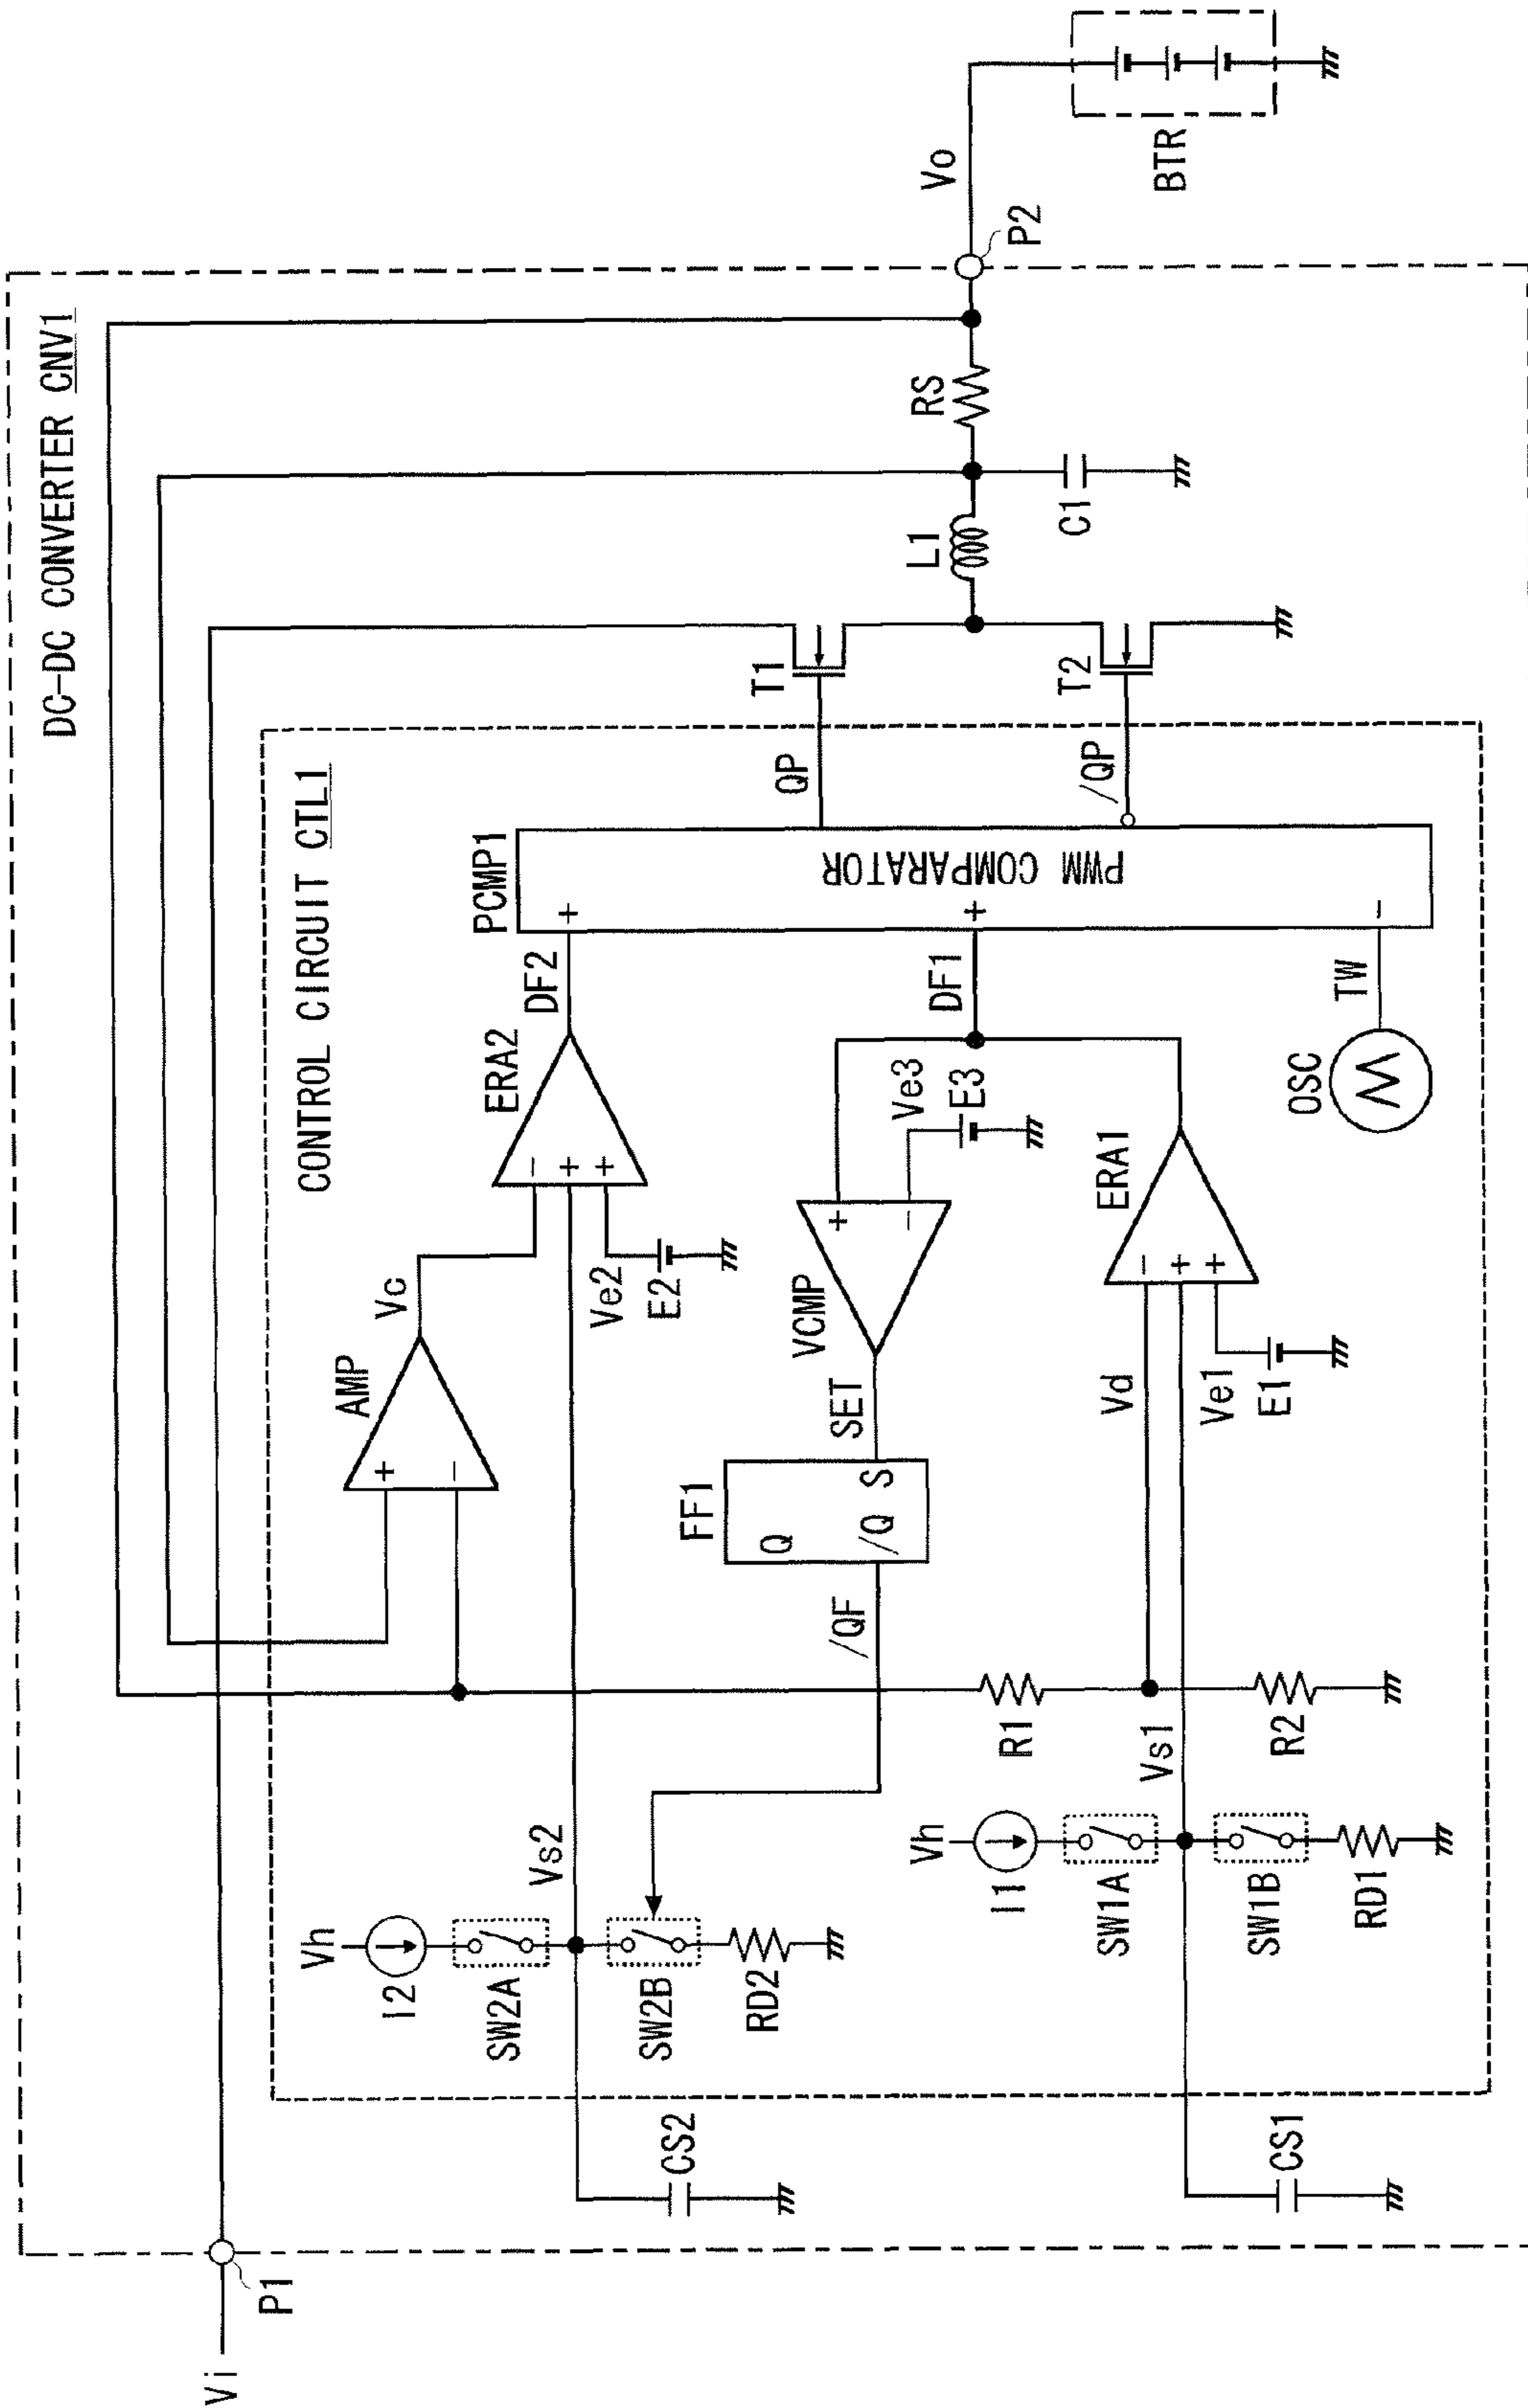 DC-DC CONVERTER CNV1
CONTROL CIRCUIT CTL1
Vi
P1
CS2
CS1
Vh
I2
SW2A
Vs2
SW2B
RD2
Vh
I1
SW1A
Vs1
SW1B
RD1
R1
R2
/QF
FF1
Q
/Q S
SET
VCMP
+
-
Ve3
E3
AMP
+
-
Vc
ERA2
-
+
+
Ve2
E2
DF2
Vd
Ve1
E1
ERA1
-
+
+
DF1
OSC
TW
PCMP1
+
+
-
PWM COMPARATOR
QP
/QP
T1
T2
L1
C1
RS
P2
Vo
BTR